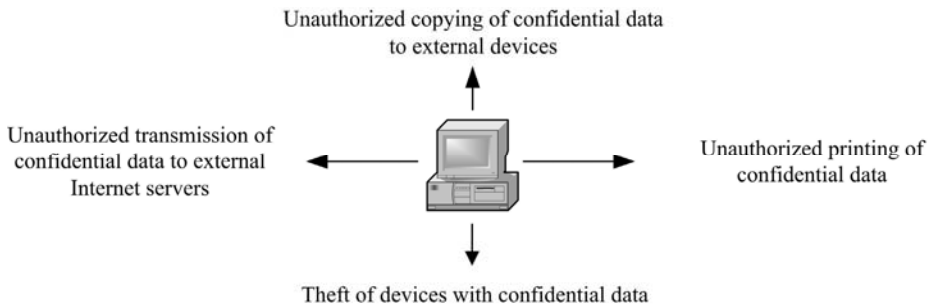 Unauthorized copying of confidential data
to external devices
Unauthorized transmission of
confidential data to external
Internet servers
Unauthorized printing of
confidential data
Theft of devices with confidential data